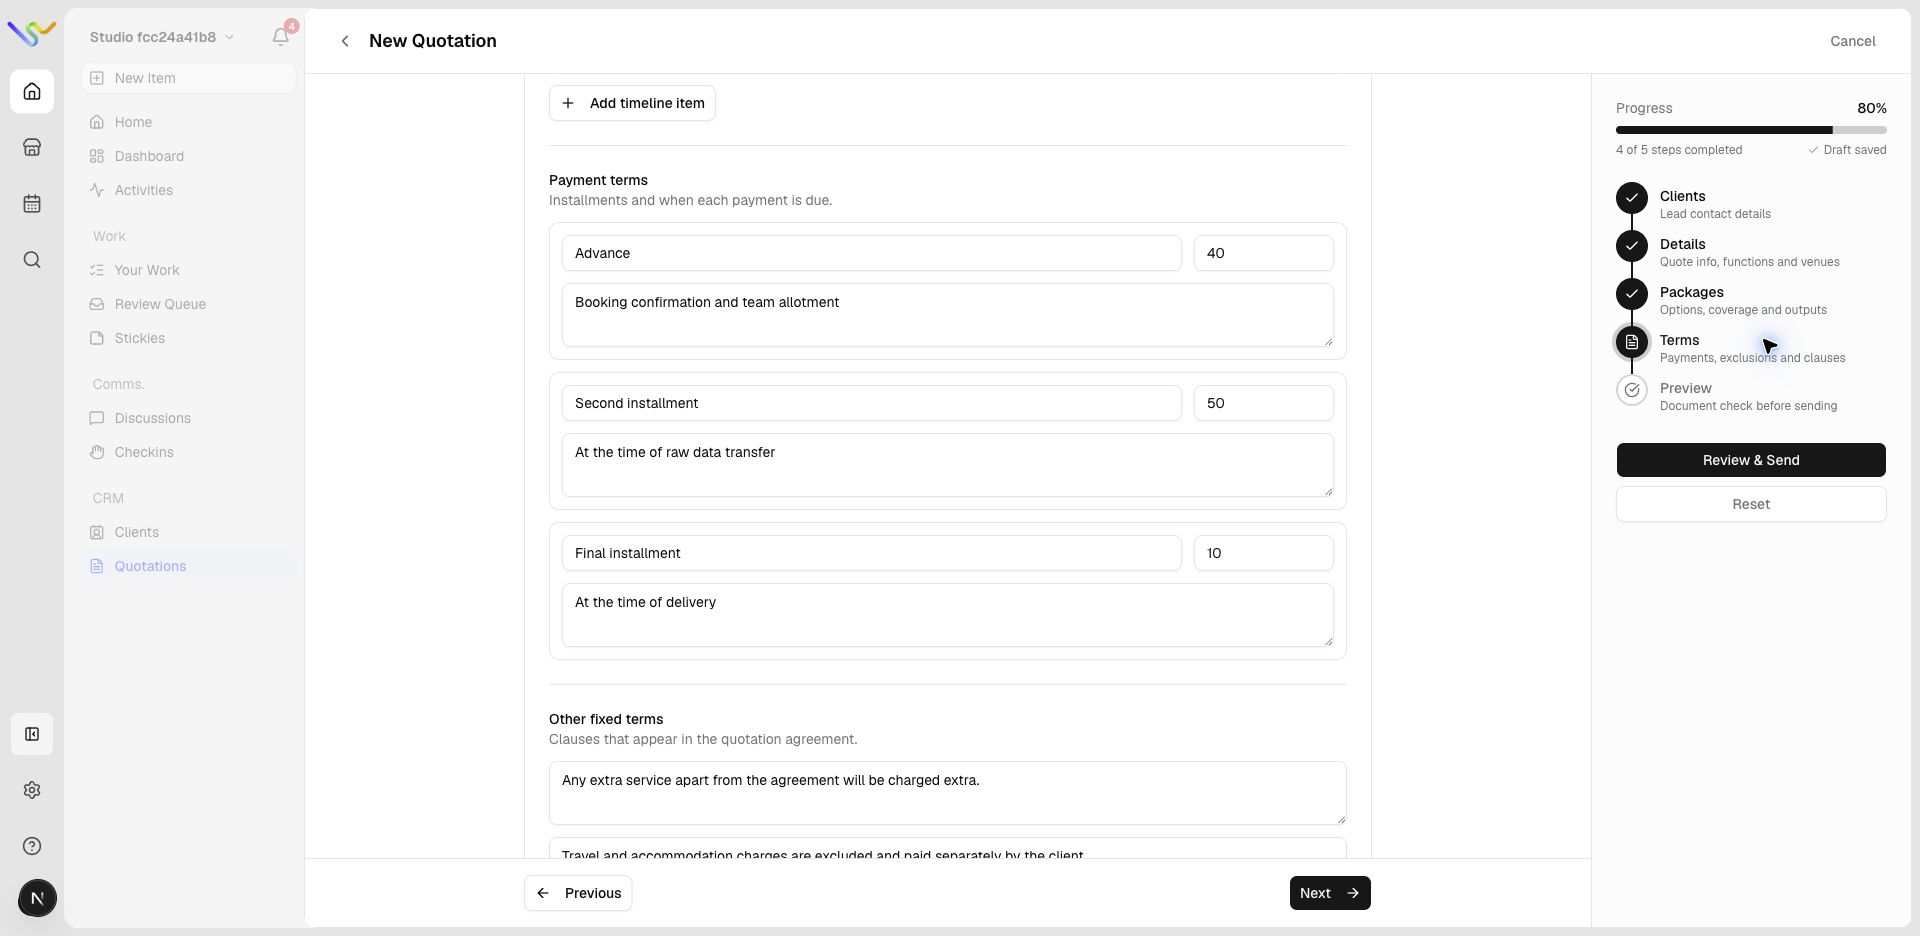 Studio fcc24a41b8
4
New Item
Home
Dashboard
Activities
Work
Your Work
Review Queue
Stickies
Comms.
Discussions
Checkins
CRM
Clients
Quotations
N
New Quotation
Cancel
Add timeline item
Payment terms
Installments and when each payment is due.
Advance
40
Booking confirmation and team allotment
Second installment
50
At the time of raw data transfer
Final installment
10
At the time of delivery
Other fixed terms
Clauses that appear in the quotation agreement.
Any extra service apart from the agreement will be charged extra.
Travel and accommodation charges are excluded and paid separately by the client.
Previous
Next
Progress
80%
4 of 5 steps completed
Draft saved
Clients
Lead contact details
Details
Quote info, functions and venues
Packages
Options, coverage and outputs
Terms
Payments, exclusions and clauses
Preview
Document check before sending
Review & Send
Reset